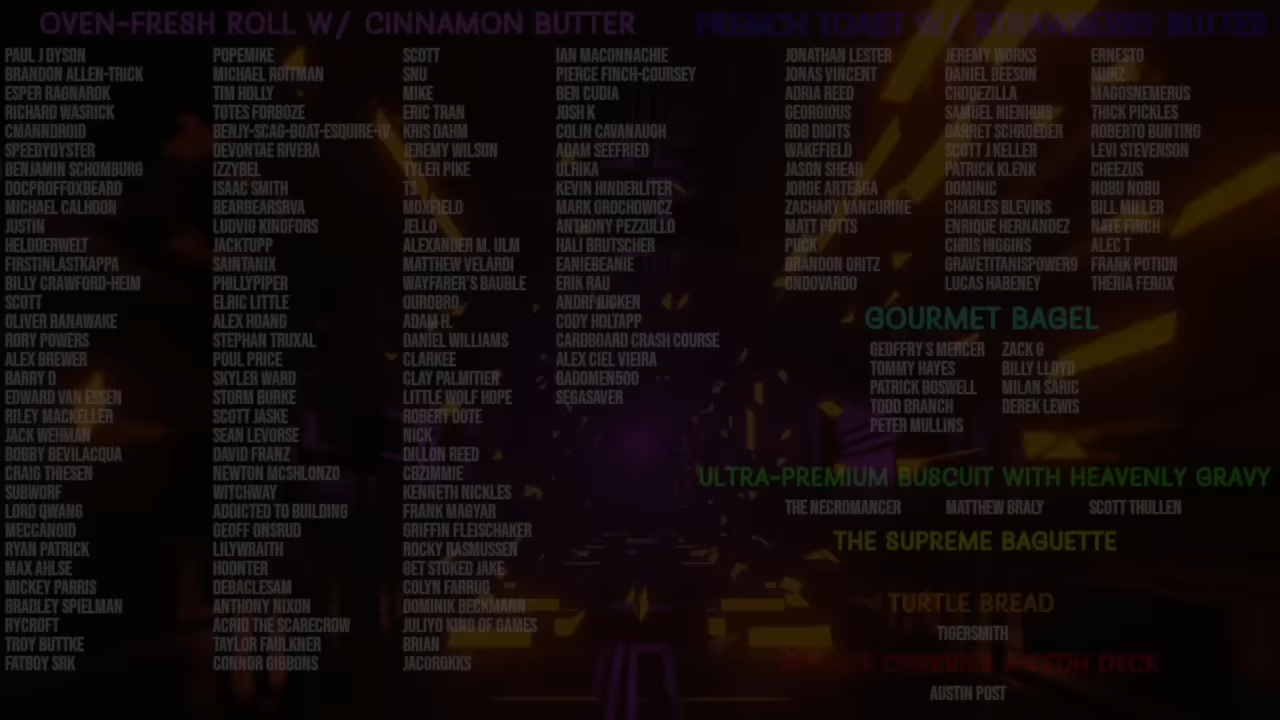 OVEN-FRESH ROLL W/ CINNAMON BUTTER
PAUL J DYSON
BRANDON ALLEN-TRICK
ESPER RAGNAROK
RICHARD WASRICK
CMANNDROID
SPEEDYOYSTER
BENJAMIN SCHOMBURG
DOCPROFFOXBEARD
MICHAEL CALHOON
JUSTIN
HELDDERWELT
FIRSTINLASTKAPPA
BILLY CRAWFORD-HEIM
SCOTT
OLIVER RANAWAKE
RORY POWERS
ALEX BREWER
BARRY O
EDWARD VAN ESSEN
RILEY MACKELLER
JACK WEHMAN
BOBBY BEVILACQUA
CRAIG THIESEN
SUBWORF
LORD QWANG
MECCANOID
RYAN PATRICK
MAX AHLSE
MICKEY PARRIS
BRADLEY SPIELMAN
RYCROFT
TROY BUTTKE
FATBOY SRK
POPEMIKE
MICHAEL ROITMAN
TIM HOLLY
TOTES FORBOZE
BENJY-SCAG-BOAT-ESQUIRE-IV
DEVONTAE RIVERA
IZZYBEL
ISAAC SMITH
BEARBEARSRVA
LUDVIG KINGFORS
JACKTUPP
SAINTANIX
PHILLYPIPER
ELRIC LITTLE
ALEX HOANG
STEPHAN TRUXAL
POUL PRICE
SKYLER WARD
STORM BURKE
SCOTT JASKE
SEAN LEVORSE
DAVID FRANZ
NEWTON MCSHLONZO
WITCHWAY
ADDICTED TO BUILDING
GEOFF ONSRUD
LILYWRAITH
HOONTER
DEBACLESAM
ANTHONY NIXON
ACRID THE SCARECROW
TAYLOR FAULKNER
CONNOR GIBBONS
SCOTT
SNU
MIKE
ERIC TRAN
KRIS DAHM
JEREMY WILSON
TYLER PIKE
TS
MOXFIELD
JELLO
ALEXANDER M. ULM
MATTHEW VELARDI
WAYFARER'S BAUBLE
OUROBRO
ADAM H.
DANIEL WILLIAMS
CLARKEE
CLAY PALMITIER
LITTLE WOLF HOPE
ROBERT DOTE
NICK
DILLON REED
CBZIMMIE
KENNETH NICKLES
FRANK MAGYAR
GRIFFIN FLEISCHAKER
ROCKY RASMUSSEN
GET STOKED JAKE
COLYN FARRUG
DOMINIK BECKMANN
JULIYO KING OF GAMES
BRIAN
JACOROKKS
IAN MACONNACHIE
PIERCE FINCH-COURSEY
BEN CUDIA
JOSH K
COLIN CAVANAUGH
ADAM SEEFRIED
ULRIKA
KEVIN HINDERLITER
MARK GROCHOWICZ
ANTHONY PEZZULLO
HALI BRUTSCHER
EANIEBEANIE
ERIK RAU
ANDRI JUCKEN
CODY HOLTAPP
CARDBOARD CRASH COURSE
ALEX CIEL VIEIRA
BADOMEN500
SEGASAVER
FRENCH TOAST W/ STRAWBERRY BUTTER
JONATHAN LESTER
JONAS VINCENT
ADRIA REED
GEORGIOUS
ROB DIGITS
WAKEFIELD
JASON SHEAR
JORGE ARTEAGA
ZACHARY VANCURINE
MATT POTTS
PUCK
BRANDON GRITZ
ONDOVARDO
JEREMY WORKS
DANIEL BEESON
CHODEZILLA
SAMUEL NIENHUIS
GARRET SCHROEDER
SCOTT J KELLER
PATRICK KLENK
DOMINIC
CHARLES BLEVINS
ENRIQUE HERNANDEZ
CHRIS HIGGINS
GRAVETITANISPOWER9
LUCAS HABENEY
ERNESTO
MURZ
MAGOSNEMERUS
THICK PICKLES
ROBERTO BUNTING
LEVI STEVENSON
CHEEZUS
NOBU NOBU
BILL MILLER
NATE FINCH
ALEC T
FRANK POTION
THERIA FEROX
GOURMET BAGEL
GEOFFRY S MERCER
TOMMY HAYES
PATRICK BOSWELL
TODD BRANCH
PETER MULLINS
ZACK G
BILLY LLOYD
MILAN SARIC
DEREK LEWIS
ULTRA-PREMIUM BUSCUIT WITH HEAVENLY GRAVY
THE NECROMANCER
MATTHEW BRALY
SCOTT THULLEN
THE SUPREME BAGUETTE
TURTLE BREAD
TIGERSMITH
CHERRIES DECK
AUSTIN POST